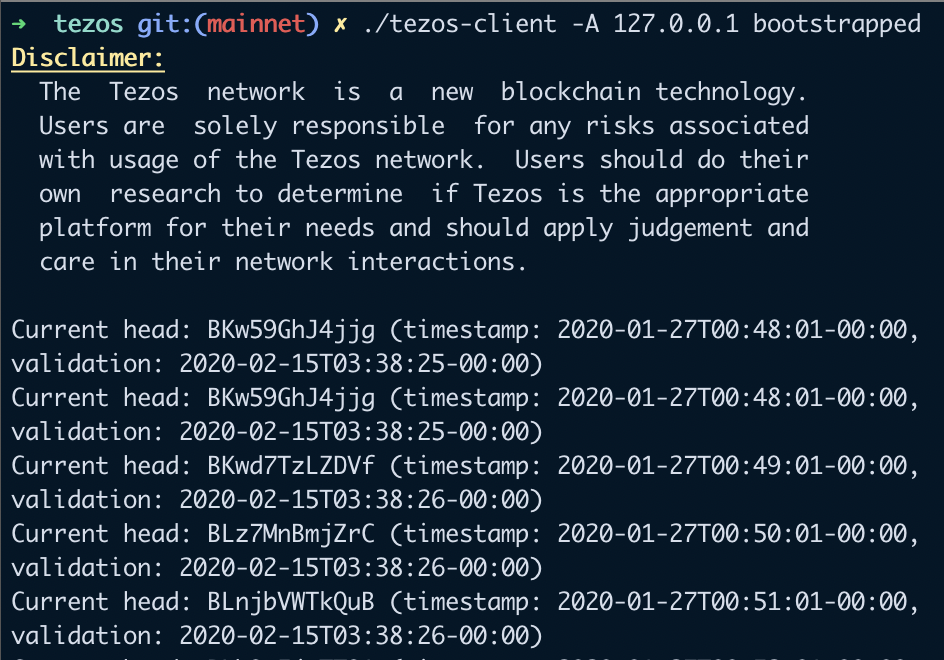 → tezos git:(mainnet) ✗ ./tezos-client -A 127.0.0.1 bootstrapped
Disclaimer:
The Tezos network is a new blockchain technology.
Users are solely responsible for any risks associated
with usage of the Tezos network. Users should do their
own research to determine if Tezos is the appropriate
platform for their needs and should apply judgement and
care in their network interactions.
Current head: BKw59GhJ4jjg (timestamp: 2020-01-27T00:48:01-00:00,
validation: 2020-02-15T03:38:25-00:00)
Current head: BKw59GhJ4jjg (timestamp: 2020-01-27T00:48:01-00:00,
validation: 2020-02-15T03:38:25-00:00)
Current head: BKwd7TzLZDVf (timestamp: 2020-01-27T00:49:01-00:00,
validation: 2020-02-15T03:38:26-00:00)
Current head: BLz7MnBmjZrC (timestamp: 2020-01-27T00:50:01-00:00,
validation: 2020-02-15T03:38:26-00:00)
Current head: BLnjbVWTkQuB (timestamp: 2020-01-27T00:51:01-00:00,
validation: 2020-02-15T03:38:26-00:00)